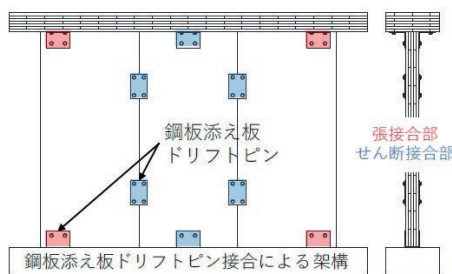 鋼板添え板
ドリフトピン
張接合部
せん断接合部
鋼板添え板ドリフトピン接合による架構